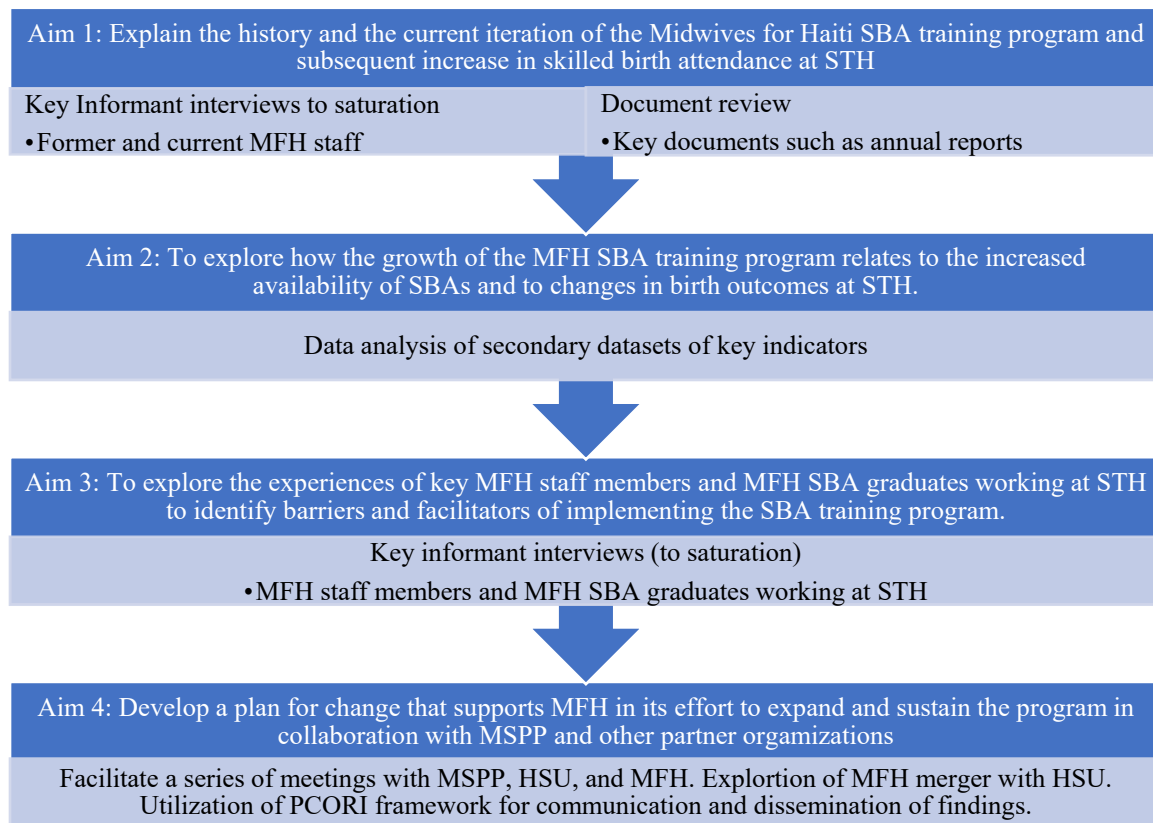 Aim 1: Explain the history and the current iteration of the Midwives for Haiti SBA training program and
subsequent increase in skilled birth attendance at STH
Key Informant interviews to saturation
•Former and current MFH staff
Document review
•Key documents such as annual reports
Aim 2: To explore how the growth of the MFH SBA training program relates to the increased
availability of SBAs and to changes in birth outcomes at STH.
Data analysis of secondary datasets of key indicators
Aim 3: To explore the experiences of key MFH staff members and MFH SBA graduates working at STH
to identify barriers and facilitators of implementing the SBA training program.
Key informant interviews (to saturation)
•MFH staff members and MFH SBA graduates working at STH
Aim 4: Develop a plan for change that supports MFH in its effort to expand and sustain the program in
collaboration with MSPP and other partner organizations
Facilitate a series of meetings with MSPP, HSU, and MFH. Explortion of MFH merger with HSU.
Utilization of PCORI framework for communication and dissemination of findings.